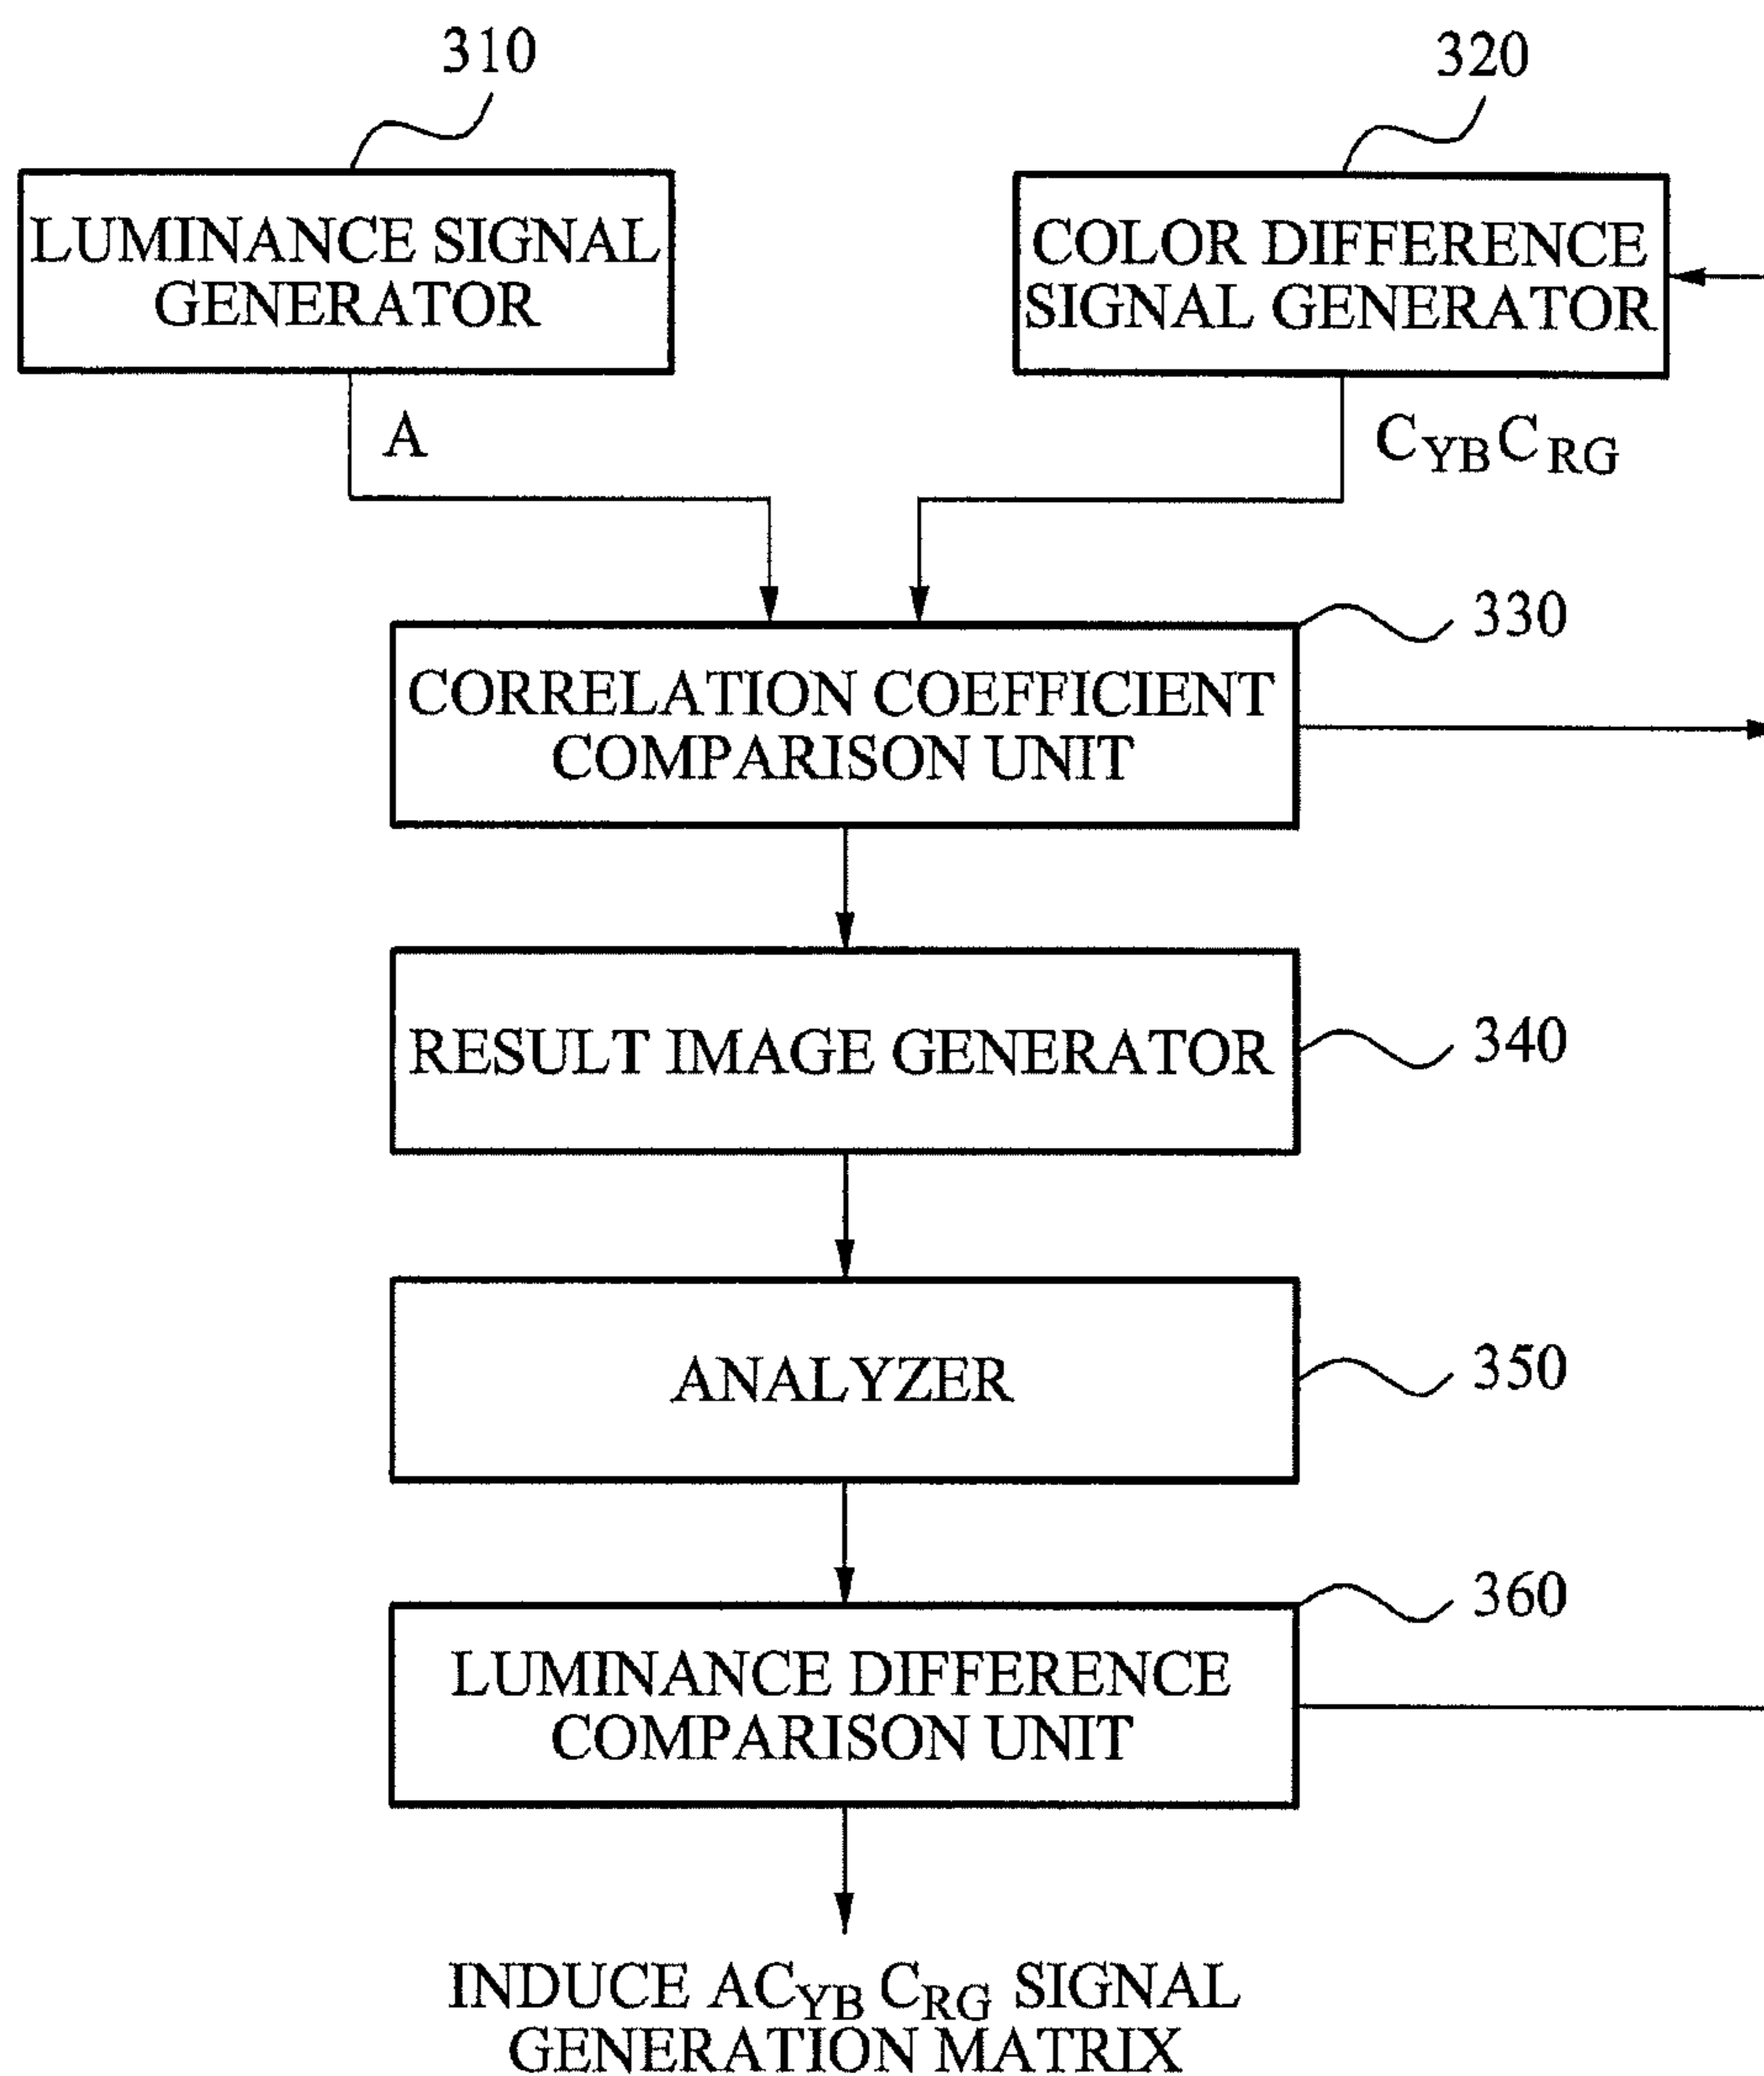 310
320
LUMINANCE SIGNAL
GENERATOR
COLOR DIFFERENCE
SIGNAL GENERATOR
A
CYBCRG
330
CORRELATION COEFFICIENT
COMPARISON UNIT
RESULT IMAGE GENERATOR
340
ANALYZER
350
360
LUMINANCE DIFFERENCE
COMPARISON UNIT
INDUCE ACYB CRG SIGNAL
GENERATION MATRIX